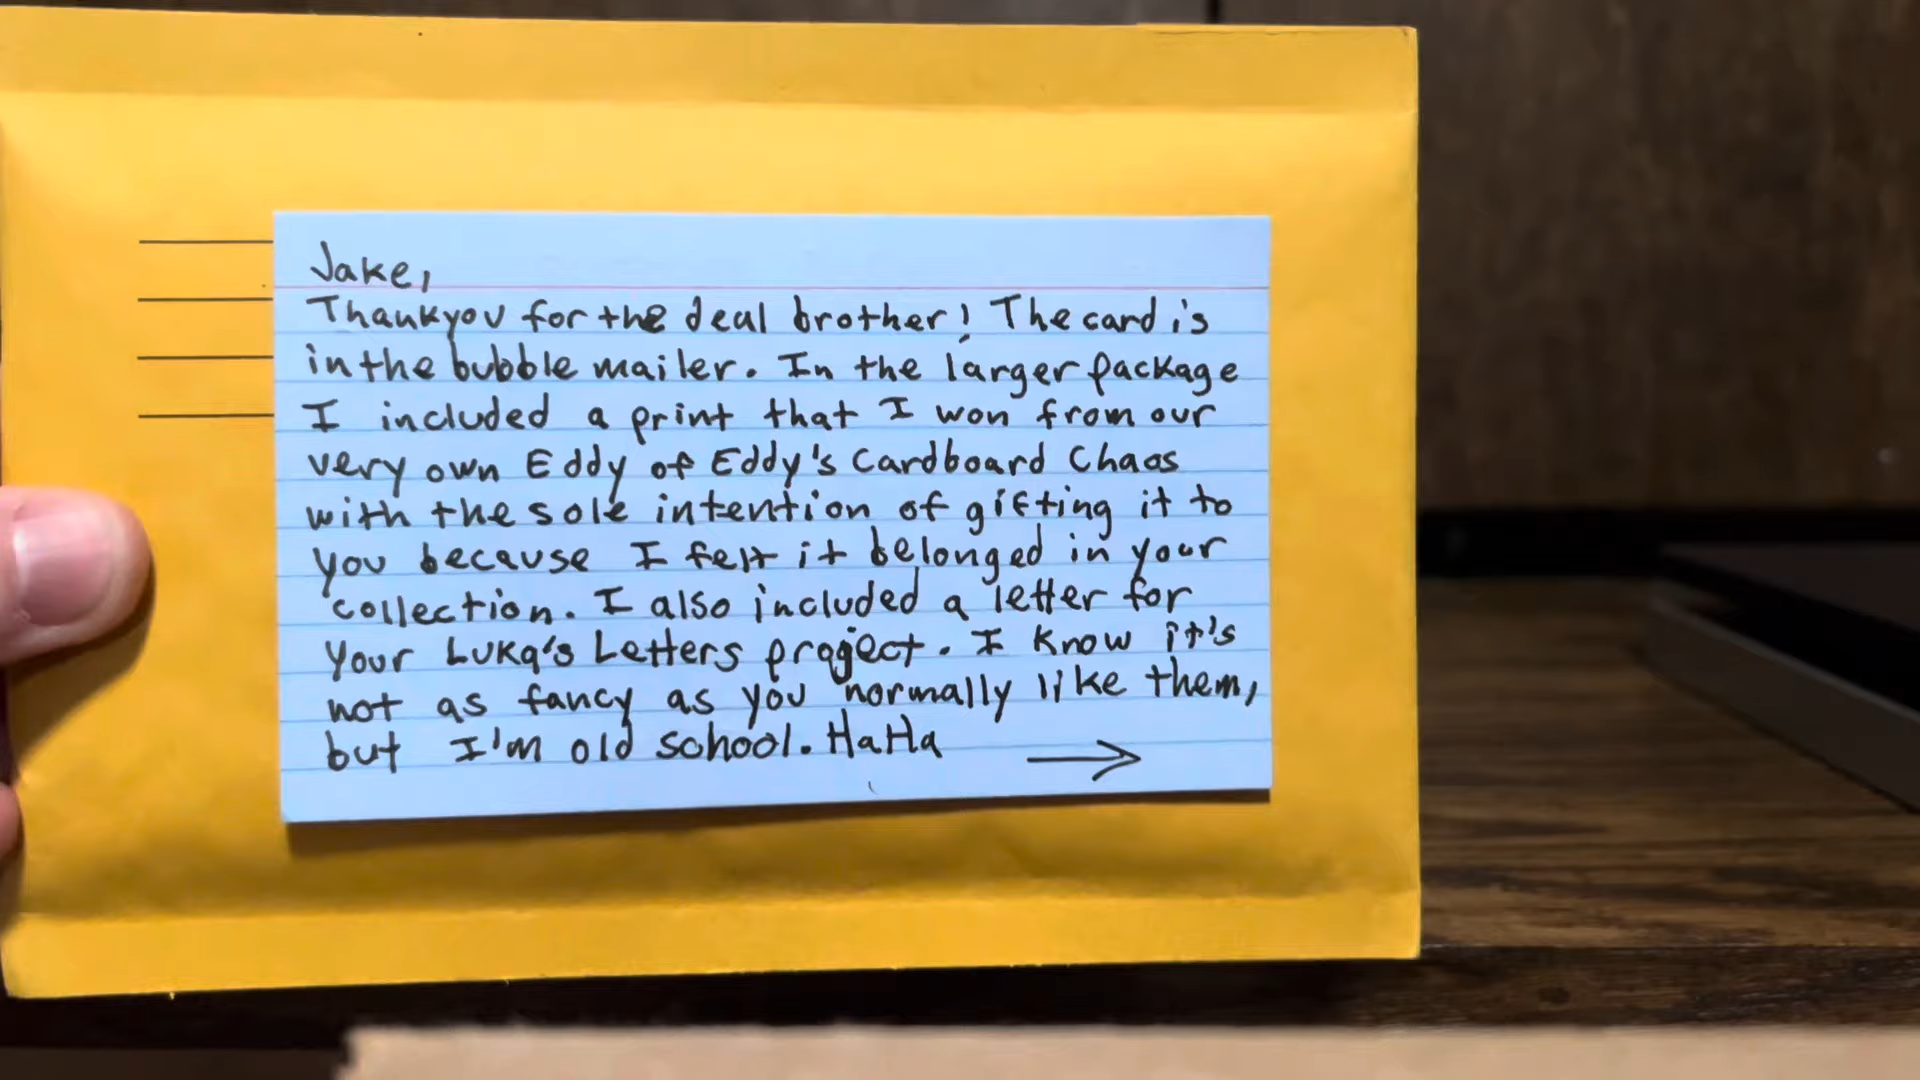 Jake,
Thankyou for the deal brother! The card is
in the bubble mailer. In the larger package
I included a print that I won from our
very own Eddy of Eddy's Cardboard Chaos
with the sole intention of gifting it to
you because I felt it belonged in your
collection. I also included a letter for
your Luka's Letters project. I know it's
not as fancy as you normally like them,
but I'm old school. HaHa →